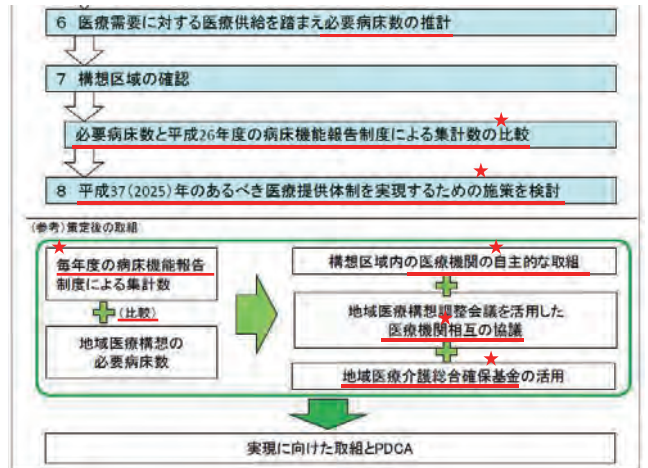 6 医療需要に対する医療供給を踏まえ必要病床数の推計
7 構想区域の確認
必要病床数と平成26年度の病床機能報告制度による集計数の比較
8 平成37(2025)年のあるべき医療提供体制を実現するための施策を検討
(参考)策定後の取組
毎年度の病床機能報告
制度による集計数
(比較)
地域医療構想の
必要病床数
構想区域内の医療機関の自主的な取組
地域医療構想調整会議を活用した
医療機関相互の協議
地域医療介護総合確保基金の活用
実現に向けた取組とPDCA